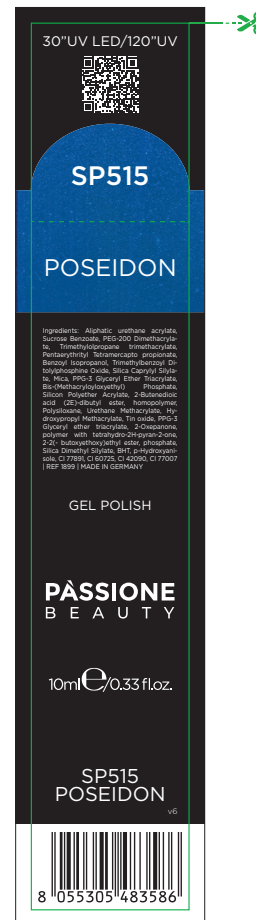 30”UV LED/120”UV
SP515
POSEIDON
Ingredients: Aliphatic urethane acrylate,
Sucrose Benzoate, PEG-200 Dimethacryla-
te, Trimethylolpropane trimethacrylate,
Pentaerythrityl Tetramercapto propionate,
Benzoyl Isopropanol, Trimethylbenzoyl Di-
tolylphosphine Oxide, Silica Caprylyl Silyla-
te, Mica, PPG-3 Glyceryl Ether Triacrylate,
Bis-(Methacryloyloxyethyl) Phosphate,
Silicon Polyether Acrylate, 2-Butenedioic
acid (2E)-dibutyl ester, homopolymer,
Polysiloxane, Urethane Methacrylate, Hy-
droxypropyl Methacrylate, Tin oxide, PPG-3
Glyceryl ether triacrylate, 2-Oxepanone,
polymer with tetrahydro-2H-pyran-2-one,
2-2(- butoxyethoxy)ethyl ester, phosphate,
Silica Dimethyl Silylate, BHT, p-Hydroxyani-
sole, CI 77891, CI 60725, CI 42090, CI 77007
| REF 1899 | MADE IN GERMANY
GEL POLISH
PÀSSIONE
BEAUTY
10ml℮/0.33 fl.oz.
SP515
POSEIDON
v6
8 055305 483586